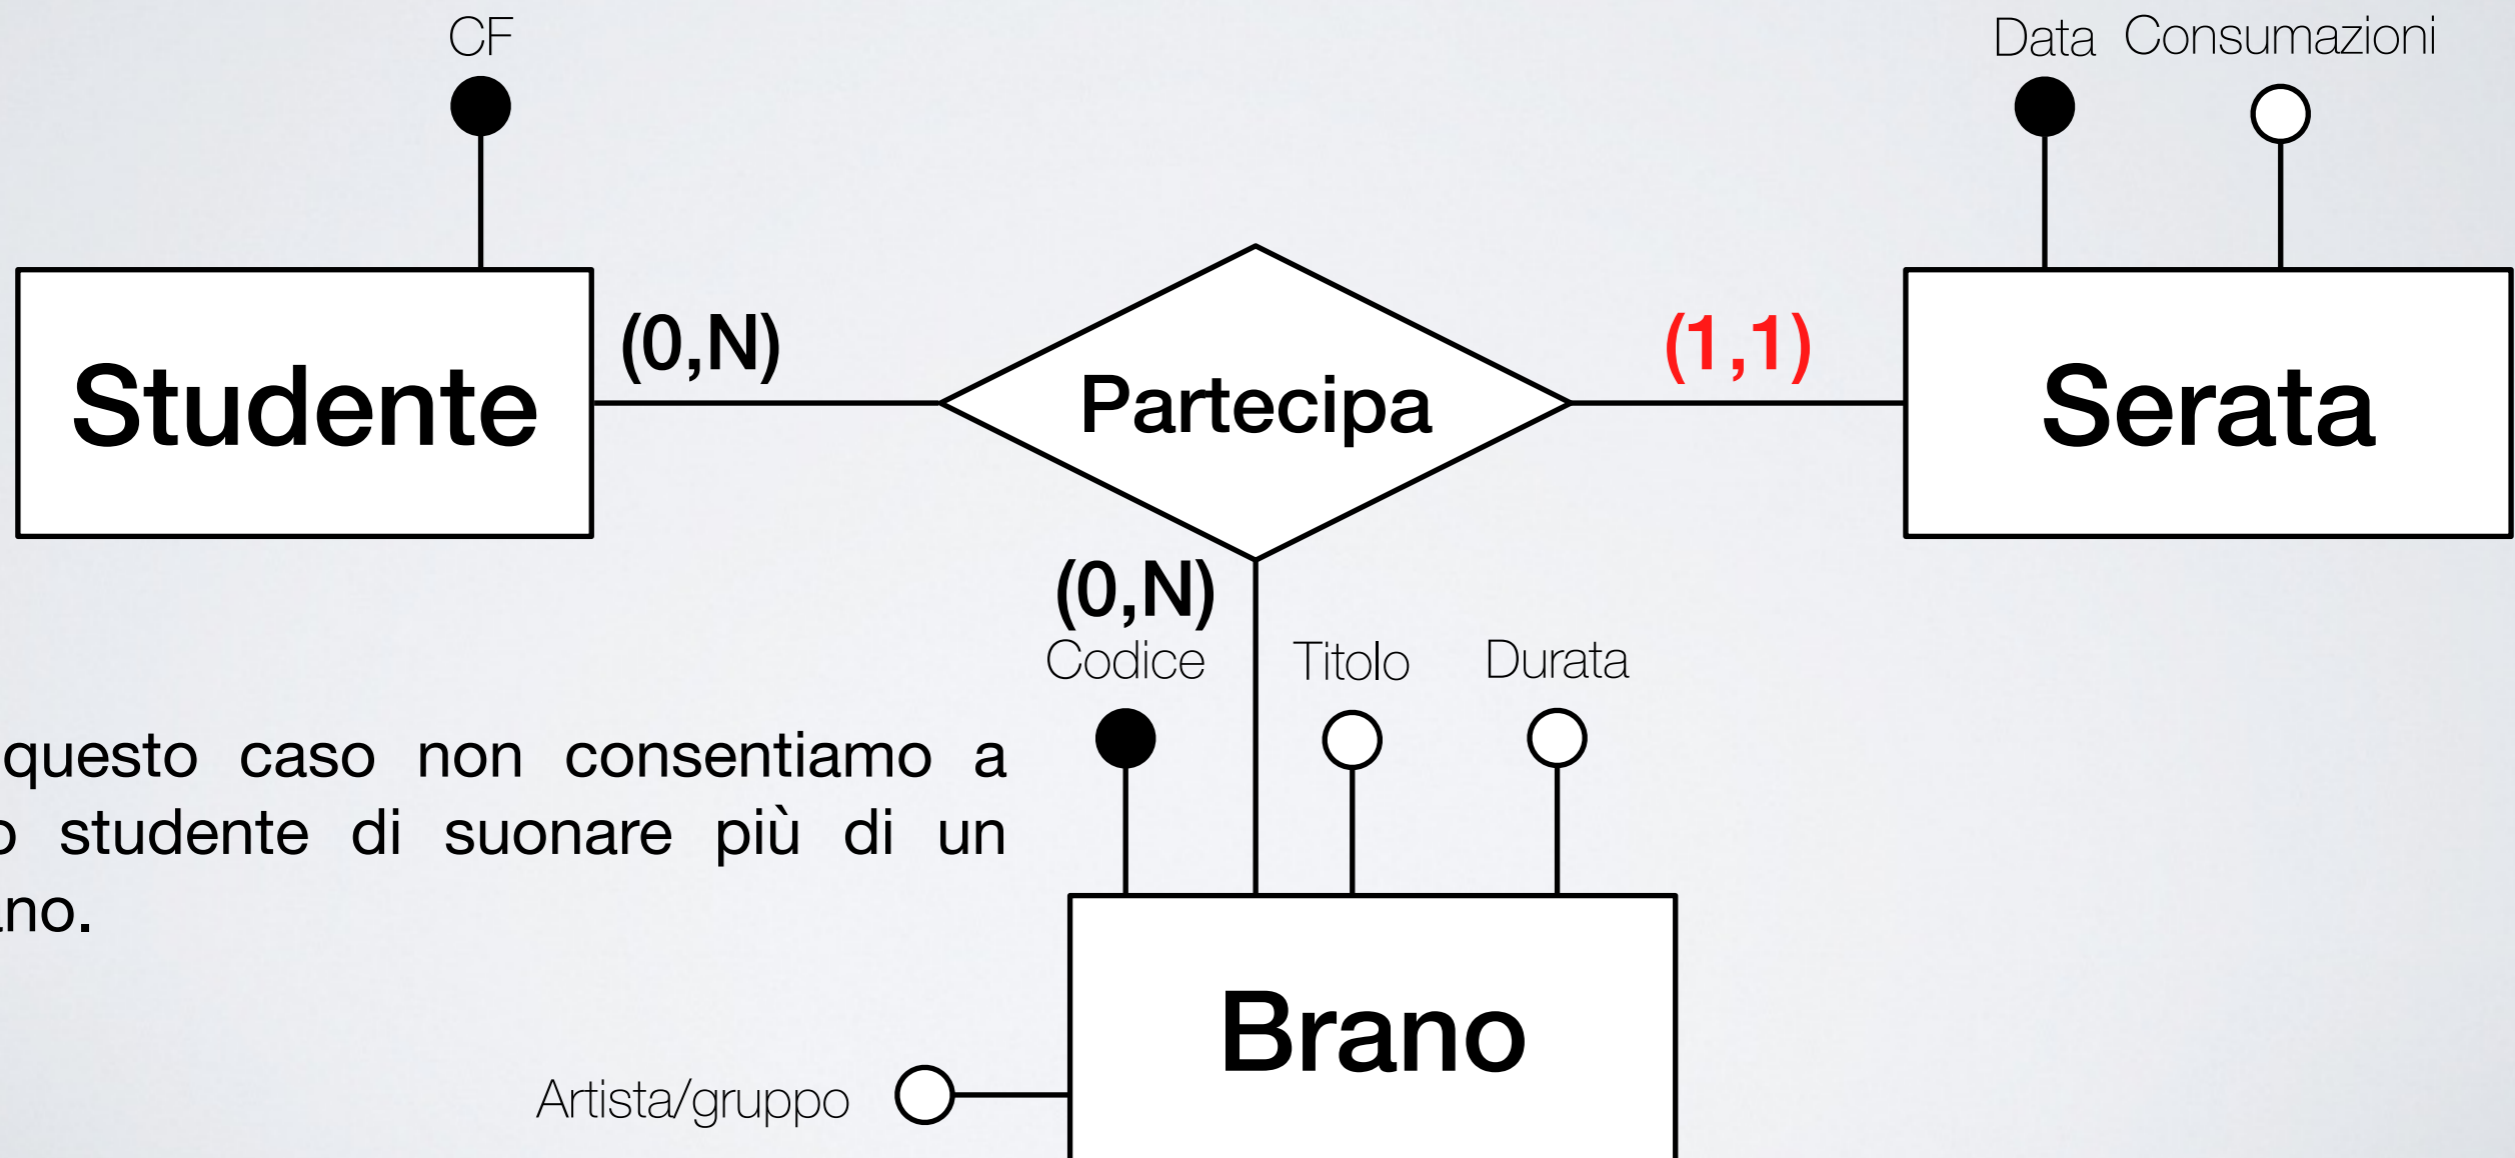 CF
Data Consumazioni
(0,N)
(1,1)
Studente
Partecipa
Serata
(0,N)
Codice Titolo Durata
questo caso non consentiamo a
studente di suonare più di un
Brano
Artista/gruppo